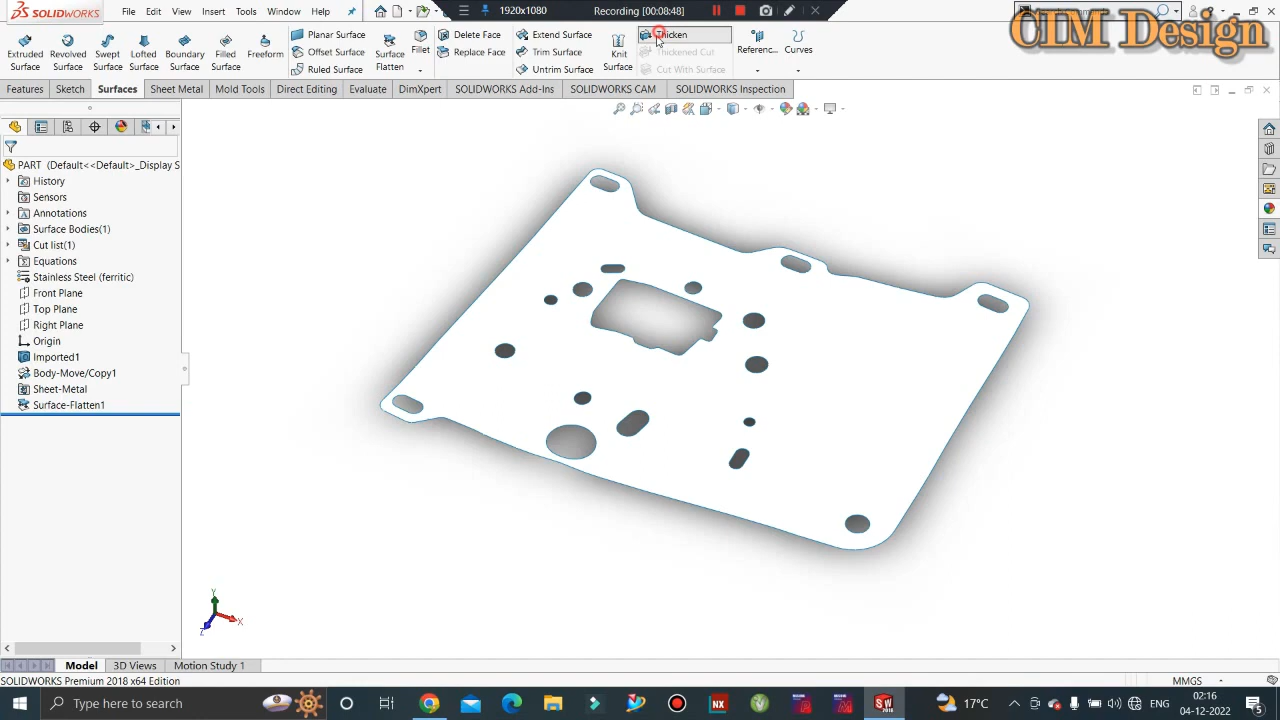 SOLIDWORKS
File Edit View Insert Tools Window Help
1920x1080 Recording [00:08:48]
CIM Design
Extruded Surface
Revolved Surface
Swept Surface
Lofted Surface
Boundary Surface
Filled Surface
Freeform
Planar Surface
Offset Surface
Ruled Surface
Surface Flatten
Fillet
Delete Face
Replace Face
Extend Surface
Trim Surface
Untrim Surface
Knit Surface
Thicken
Thickened Cut
Cut With Surface
Referenc...
Curves
Features Sketch Surfaces Sheet Metal Mold Tools Direct Editing Evaluate DimXpert SOLIDWORKS Add-Ins SOLIDWORKS CAM SOLIDWORKS Inspection
PART (Default<<Default>_Display S
History
Sensors
Annotations
Surface Bodies(1)
Cut list(1)
Equations
Stainless Steel (ferritic)
Front Plane
Top Plane
Right Plane
Origin
Imported1
Body-Move/Copy1
Sheet-Metal
Surface-Flatten1
Y
X
Z
Model 3D Views Motion Study 1
SOLIDWORKS Premium 2018 x64 Edition
MMGS
Type here to search
NX
SW
2018
17°C
ENG
02:16
04-12-2022
5